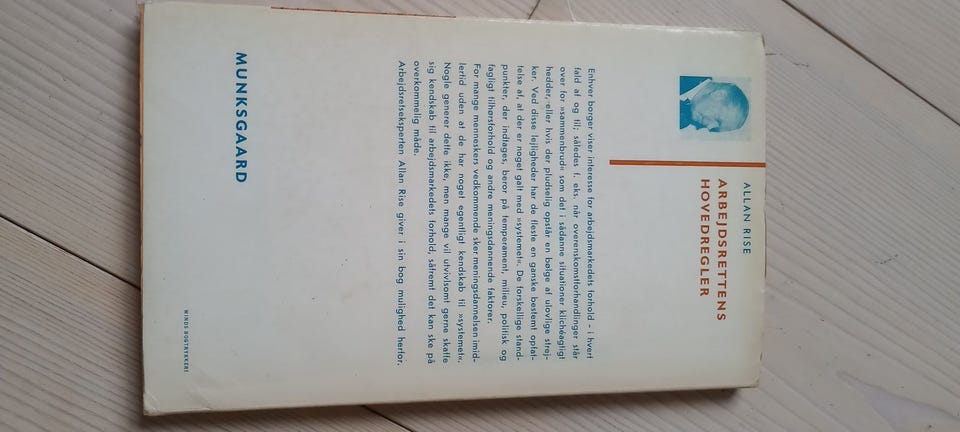 ALLAN RISE
ARBEJDSRETTENS
HOVEDREGLER
Enhver borger viser interesse for arbejdsmarkedets forhold – i hvert
fald af og til; således f. eks. når overenskomstforhandlinger står
over for »sammenbrud« som det i sådanne situationer klichéagtigt
hedder, eller hvis der pludselig opstår en bølge af ulovlige strej-
ker. Ved disse lejligheder har de fleste en ganske bestemt opfat-
telse af, at der er noget galt med »systemet«. De forskellige stand-
punkter, der indtages, beror på temperament, milieu, politisk og
fagligt tilhørsforhold og andre meningsdannende faktorer.
For mange menneskers vedkommende sker meningsdannelsen imid-
lertid uden at de har noget egentligt kendskab til »systemet«.
Nogle generer dette ikke, men mange vil utvivlsomt gerne skaffe
sig kendskab til arbejdsmarkedets forhold, såfremt det kan ske på
overkommelig måde.
Arbejdsretseksperten Allan Rise giver i sin bog mulighed herfor.
MUNKSGAARD
WINDS BOGTRYKKERI